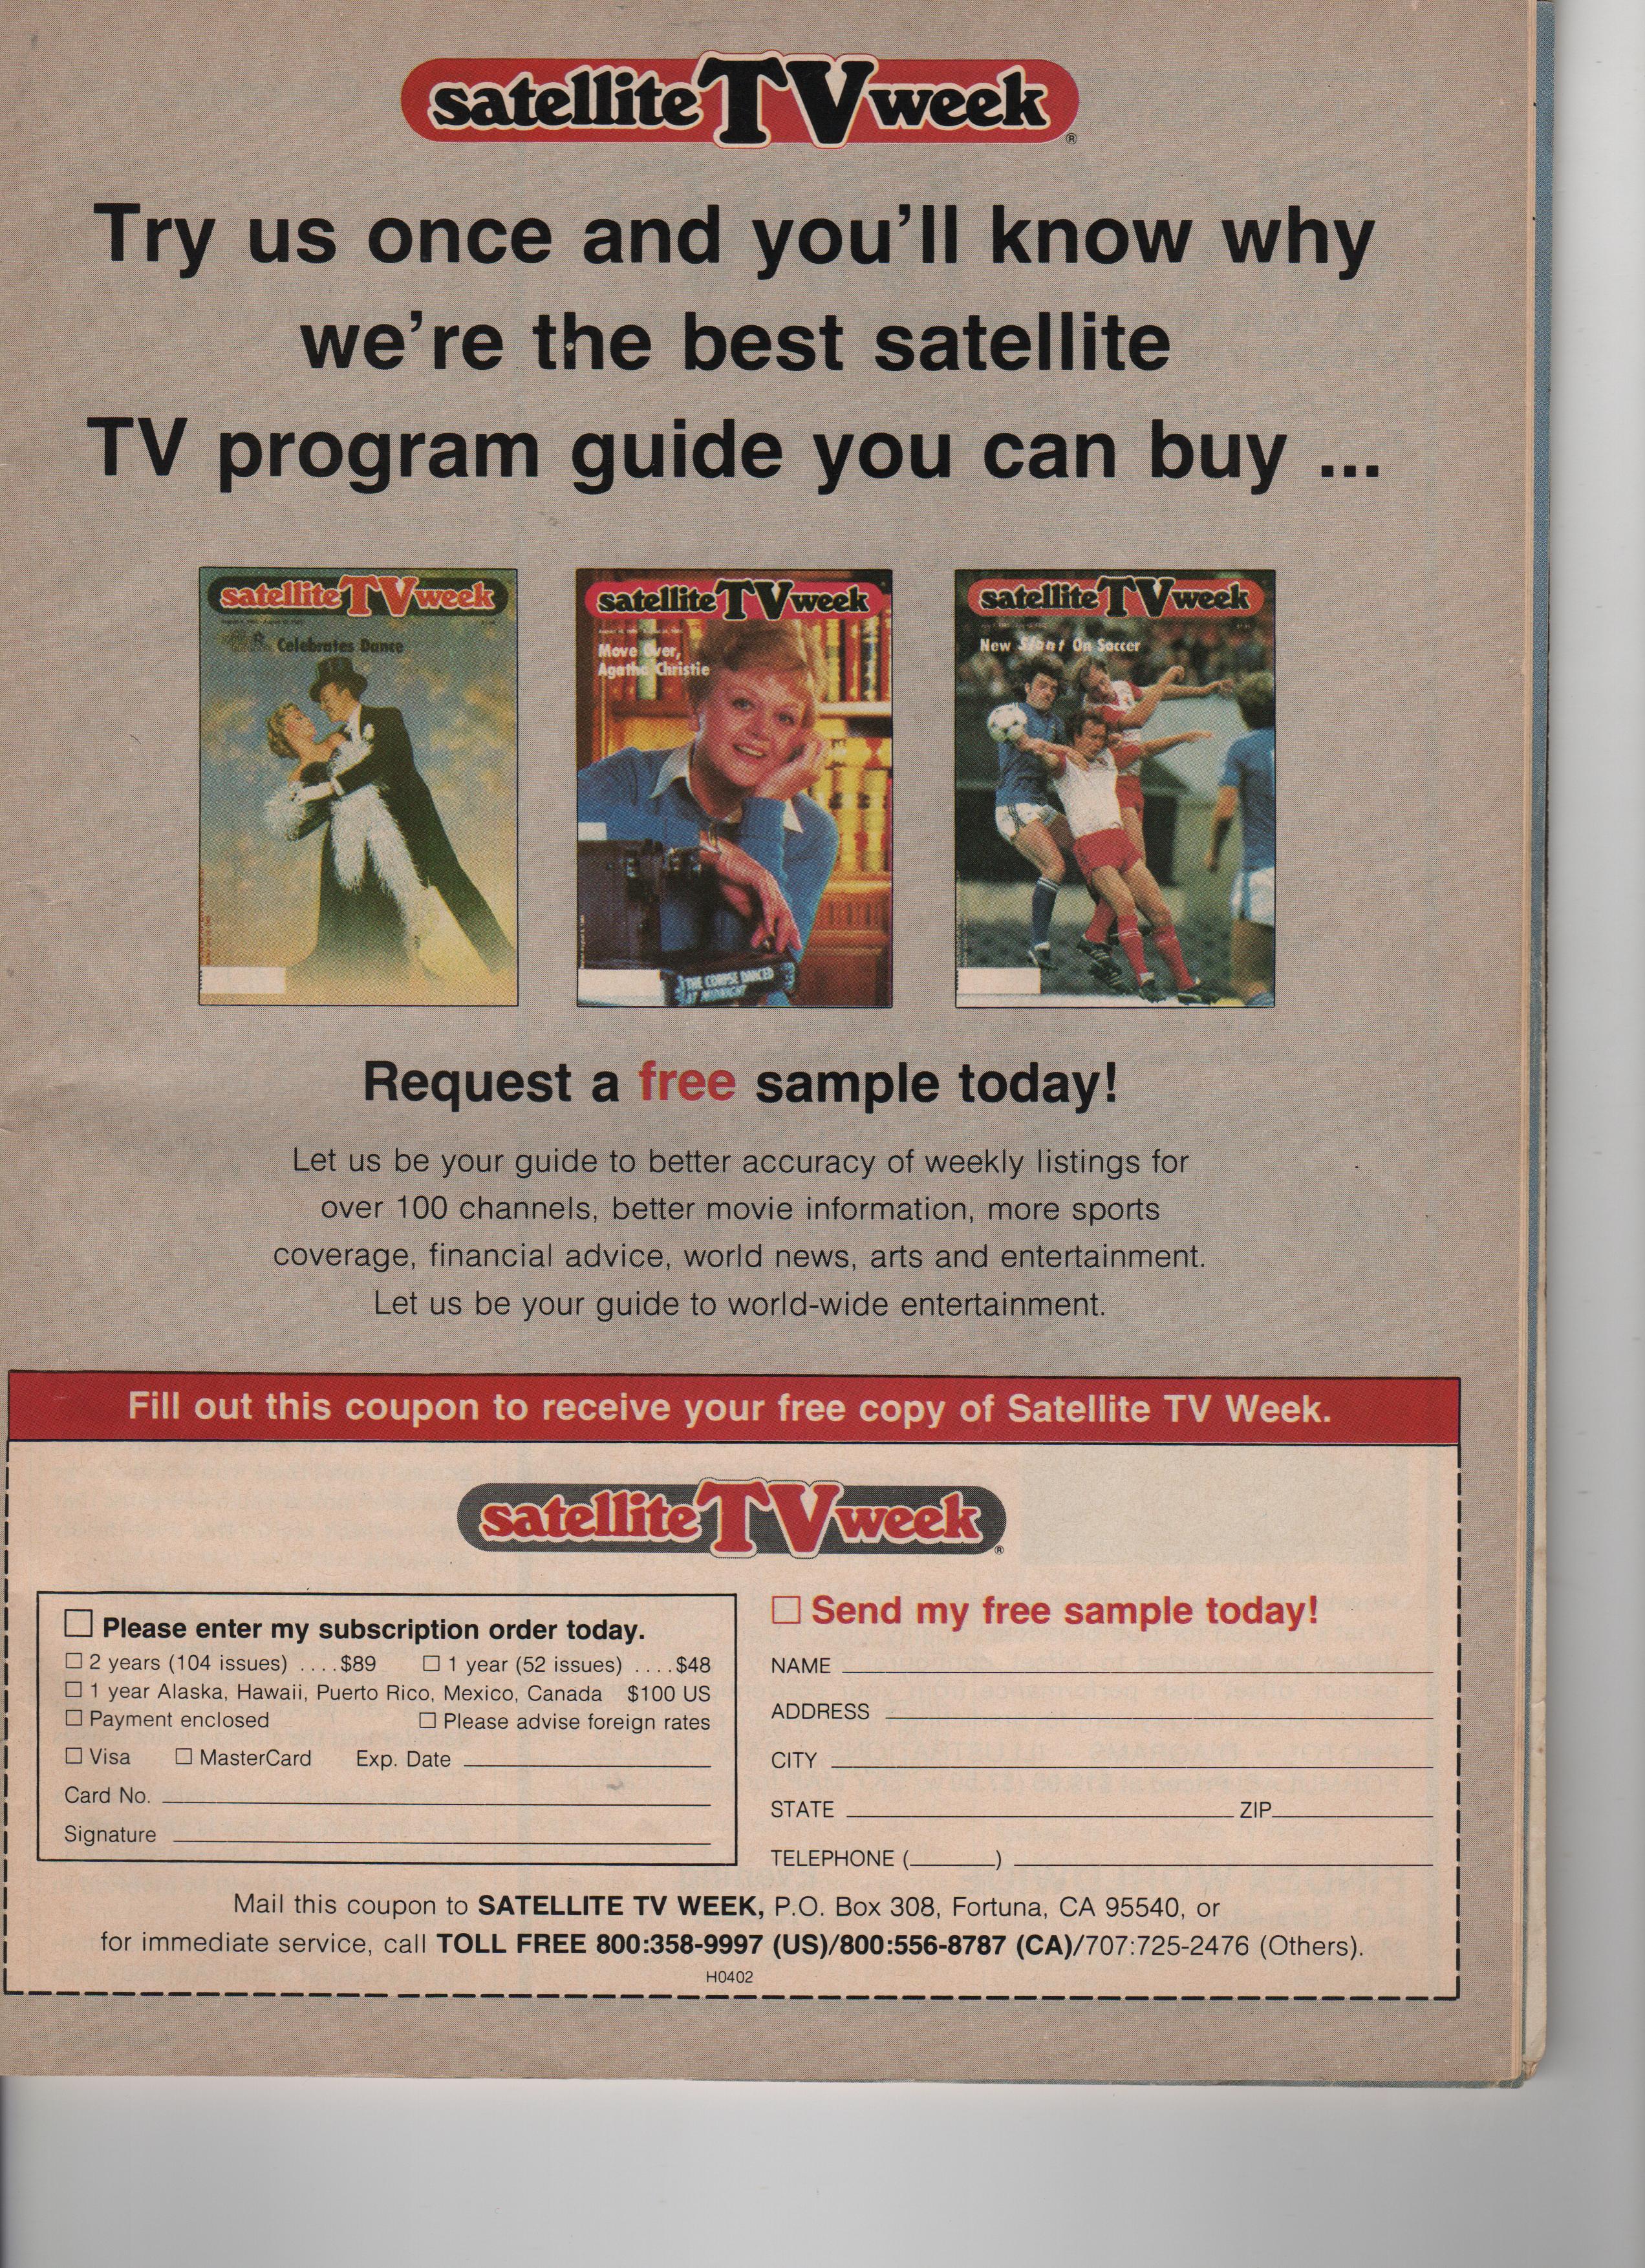 satellite TV week ®
Try us once and you'll know why
we're the best satellite
TV program guide you can buy ...
satellite TV week
Celebrates Dance
satellite TV week
Move Over,
Agatha Christie
THE CORPSE DANCED
AT MIDNIGHT
satellite TV week
New Slant On Soccer
Request a free sample today!
Let us be your guide to better accuracy of weekly listings for
over 100 channels, better movie information, more sports
coverage, financial advice, world news, arts and entertainment.
Let us be your guide to world-wide entertainment.
Fill out this coupon to receive your free copy of Satellite TV Week.
satellite TV week ®
☐ Please enter my subscription order today.
☐ 2 years (104 issues) ....$89 ☐ 1 year (52 issues) ....$48
☐ 1 year Alaska, Hawaii, Puerto Rico, Mexico, Canada $100 US
☐ Payment enclosed ☐ Please advise foreign rates
☐ Visa ☐ MasterCard Exp. Date
Card No.
Signature
☐ Send my free sample today!
NAME
ADDRESS
CITY
STATE ZIP
TELEPHONE ( )
Mail this coupon to SATELLITE TV WEEK, P.O. Box 308, Fortuna, CA 95540, or
for immediate service, call TOLL FREE 800:358-9997 (US)/800:556-8787 (CA)/707:725-2476 (Others).
H0402